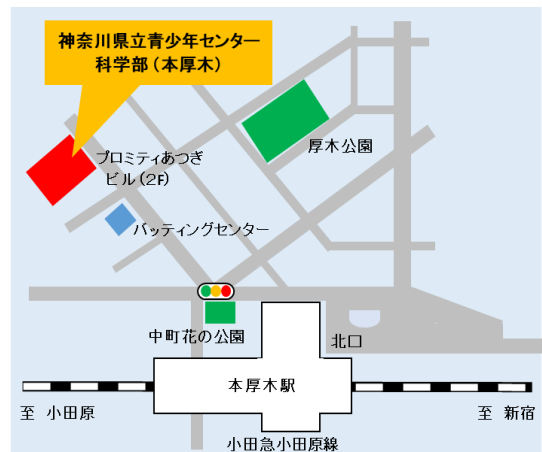 神奈川県立青少年センター
科学部（本厚木）
プロミティあつぎ
ビル（2F）
厚木公園
バッティングセンター
中町花の公園
北口
本厚木駅
至 小田原
至 新宿
小田急小田原線